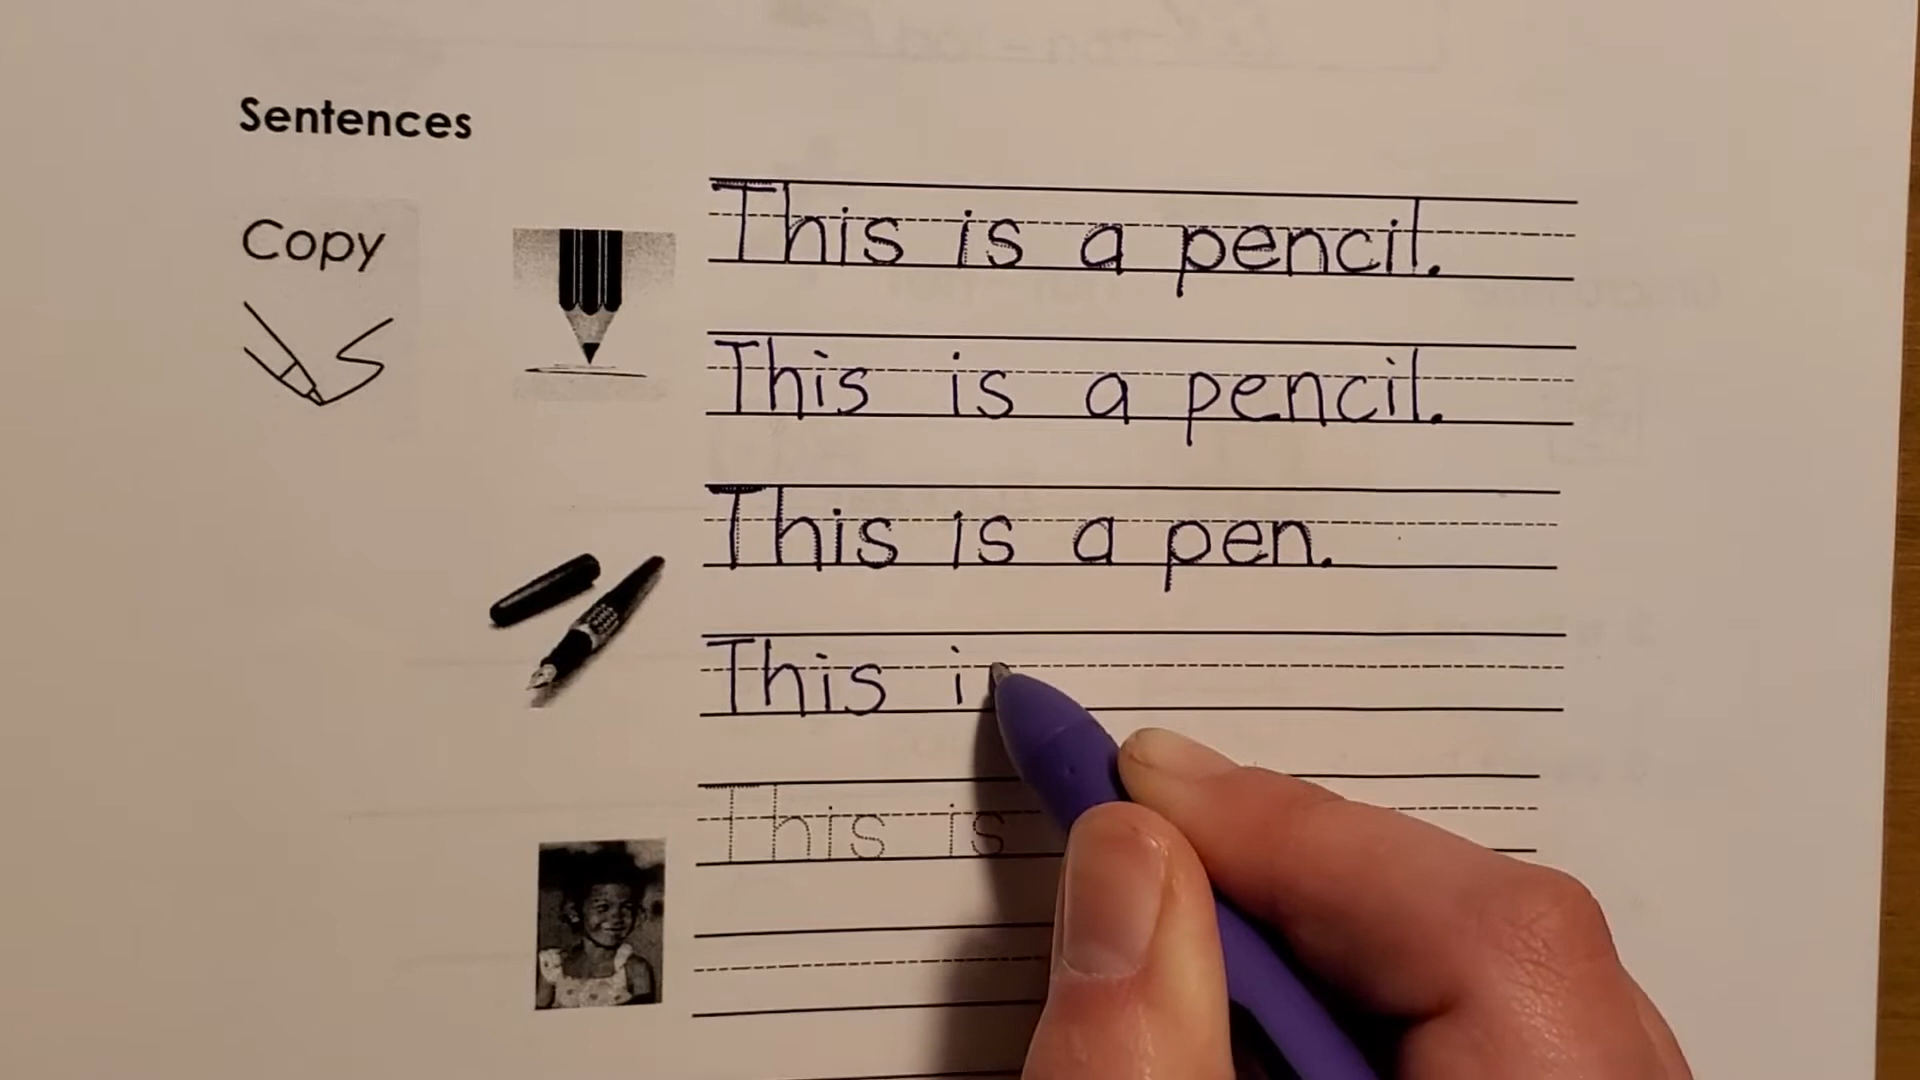 Sentences
Copy
This is a pencil.
This is a pencil.
This is a pen.
This i
This is